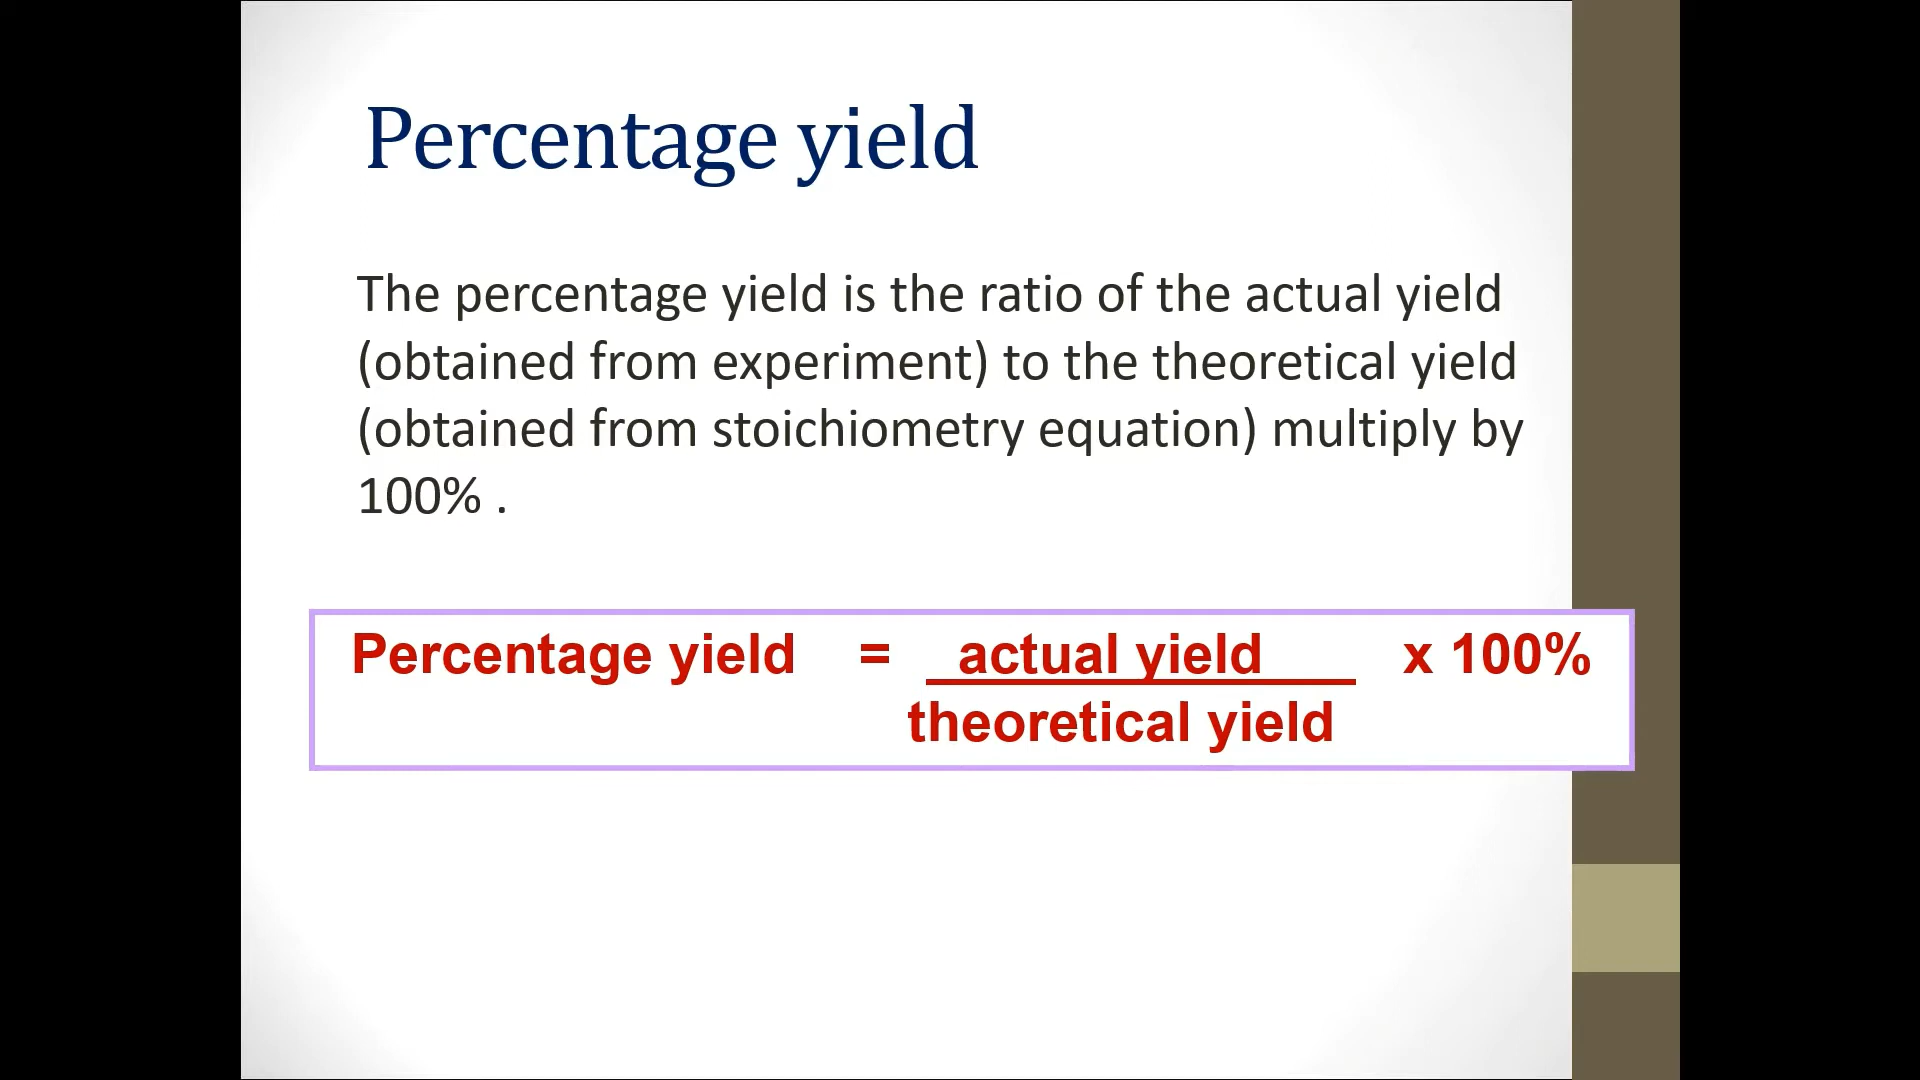 Percentage yield
The percentage yield is the ratio of the actual yield
(obtained from experiment) to the theoretical yield
(obtained from stoichiometry equation) multiply by
100% .
Percentage yield = actual yield x 100%
theoretical yield